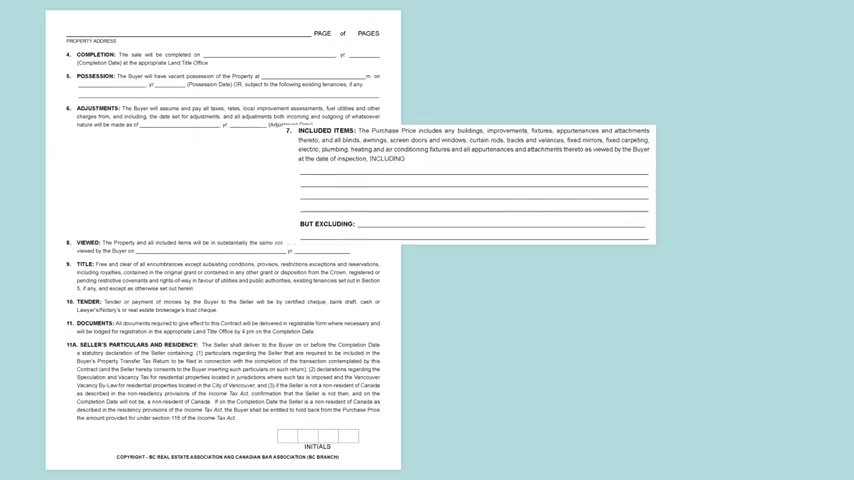 PAGE of PAGES
PROPERTY ADDRESS
4. COMPLETION: The sale will be completed on , yr.
(Completion Date) at the appropriate Land Title Office.
5. POSSESSION: The Buyer will have vacant possession of the Property at m. on
, yr. (Possession Date) OR, subject to the following existing tenancies, if any:
6. ADJUSTMENTS: The Buyer will assume and pay all taxes, rates, local improvement assessments, fuel utilities and other
charges from, and including, the date set for adjustments, and all adjustments both incoming and outgoing of whatsoever
nature will be made as of , yr. (Adjustment Date).
7. INCLUDED ITEMS: The Purchase Price includes any buildings, improvements, fixtures, appurtenances and attachments
thereto, and all blinds, awnings, screen doors and windows, curtain rods, tracks and valances, fixed mirrors, fixed carpeting,
electric, plumbing, heating and air conditioning fixtures and all appurtenances and attachments thereto as viewed by the Buyer
at the date of inspection, INCLUDING
BUT EXCLUDING:
8. VIEWED: The Property and all included items will be in substantially the same
viewed by the Buyer on yr
9. TITLE: Free and clear of all encumbrances except subsisting conditions, provisos, restrictions exceptions and reservations,
including royalties, contained in the original grant or contained in any other grant or disposition from the Crown, registered or
pending restrictive covenants and rights-of-way in favour of utilities and public authorities, existing tenancies set out in Section
5, if any, and except as otherwise set out herein.
10. TENDER: Tender or payment of monies by the Buyer to the Seller will be by certified cheque, bank draft, cash or
Lawyer's/Notary's or real estate brokerage's trust cheque.
11. DOCUMENTS: All documents required to give effect to this Contract will be delivered in registrable form where necessary and
will be lodged for registration in the appropriate Land Title Office by 4 pm on the Completion Date.
11A. SELLER'S PARTICULARS AND RESIDENCY: The Seller shall deliver to the Buyer on or before the Completion Date
a statutory declaration of the Seller containing: (1) particulars regarding the Seller that are required to be included in the
Buyer's Property Transfer Tax Return to be filed in connection with the completion of the transaction contemplated by this
Contract (and the Seller hereby consents to the Buyer inserting such particulars on such return); (2) declarations regarding the
Speculation and Vacancy Tax for residential properties located in jurisdictions where such tax is imposed and the Vancouver
Vacancy By-Law for residential properties located in the City of Vancouver; and (3) if the Seller is not a non-resident of Canada
as described in the non-residency provisions of the Income Tax Act, confirmation that the Seller is not then, and on the
Completion Date will not be, a non-resident of Canada. If on the Completion Date the Seller is a non-resident of Canada as
described in the residency provisions of the Income Tax Act, the Buyer shall be entitled to hold back from the Purchase Price
the amount provided for under section 116 of the Income Tax Act.
INITIALS
COPYRIGHT - BC REAL ESTATE ASSOCIATION AND CANADIAN BAR ASSOCIATION (BC BRANCH)